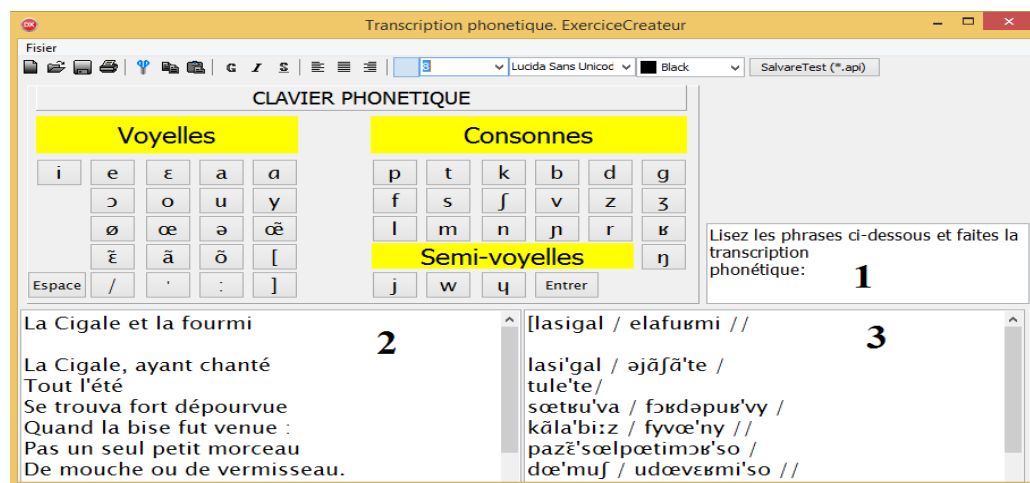 Transcription phonetique. ExerciceCreateur
Fisier
G I S 8 Lucida Sans Unicoc Black SalvareTest (*.api)
CLAVIER PHONETIQUE
Voyelles Consonnes
i e ɛ a ɑ p t k b d g
ɔ o u y f s ʃ v z ʒ
ø œ ə œ̃ l m n ɲ r ʁ
ɛ̃ ã õ [ Semi-voyelles ŋ
Espace / ' : ] j w ɥ Entrer
Lisez les phrases ci-dessous et faites la
transcription
phonétique:
1
La Cigale et la fourmi
La Cigale, ayant chanté
Tout l'été
Se trouva fort dépourvue
Quand la bise fut venue :
Pas un seul petit morceau
De mouche ou de vermisseau.
2
[lasigal / elafuʁmi //
lasi'gal / əjãʃã'te /
tule'te/
sœtʁu'va / fɔʁdəpuʁ'vy /
kãla'biːz / fyvœ'ny //
pazɛ̃'sœlpœtimɔʁ'so /
dœ'muʃ / udœvɛʁmi'so //
3